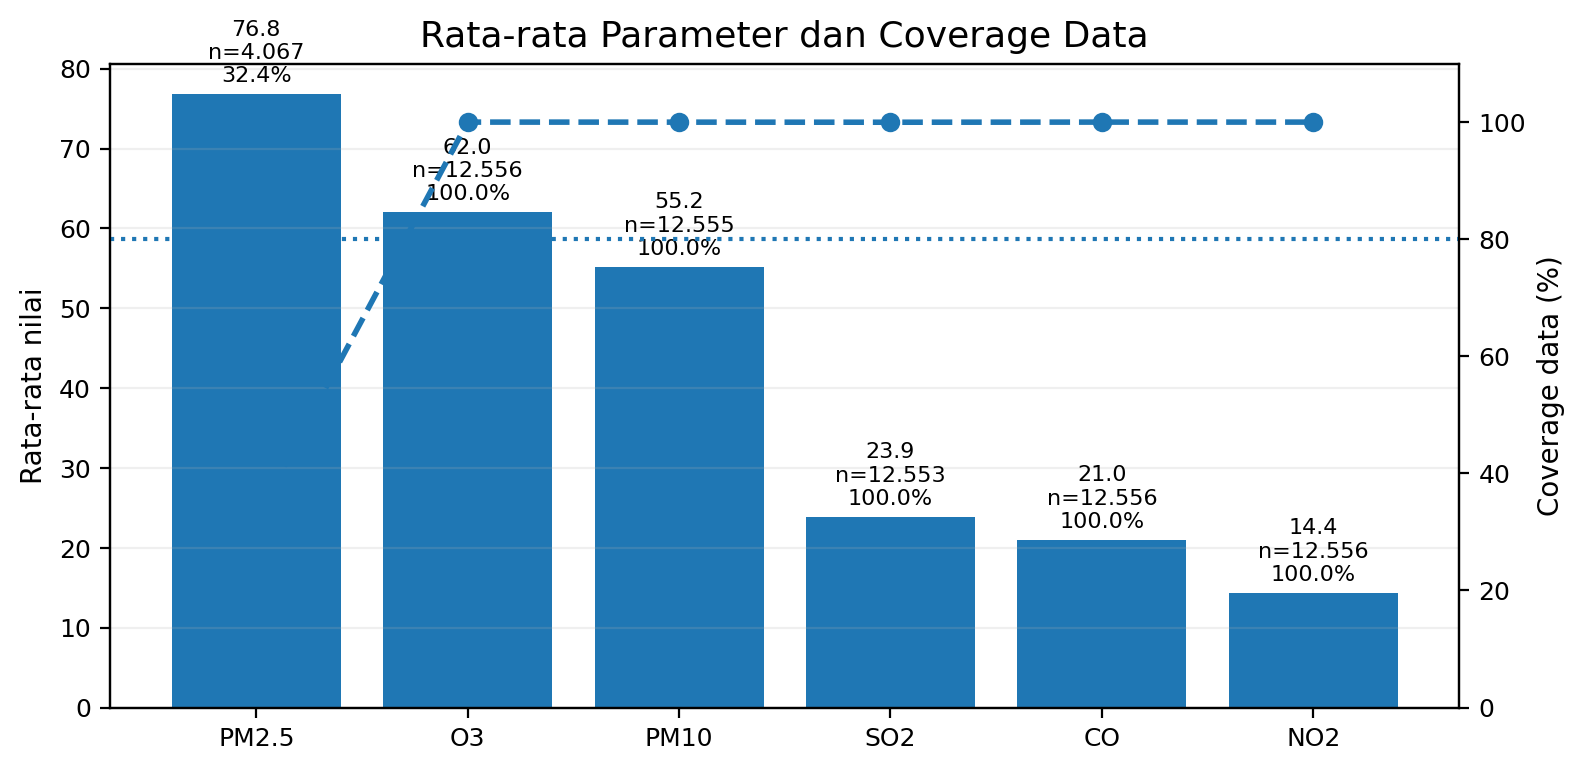 Rata-rata Parameter dan Coverage Data
76.8
n=4.067
32.4%
62.0
n=12.556
100.0%
55.2
n=12.555
100.0%
23.9
n=12.553
100.0%
21.0
n=12.556
100.0%
14.4
n=12.556
100.0%
Rata-rata nilai
80
70
60
50
40
30
20
10
0
Coverage data (%)
100
80
60
40
20
0
PM2.5
O3
PM10
SO2
CO
NO2